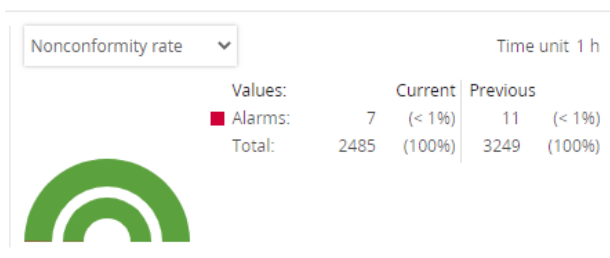 Nonconformity rate Time unit 1 h
Values: Current Previous
Alarms: 7 (< 1%) 11 (< 1%)
Total: 2485 (100%) 3249 (100%)